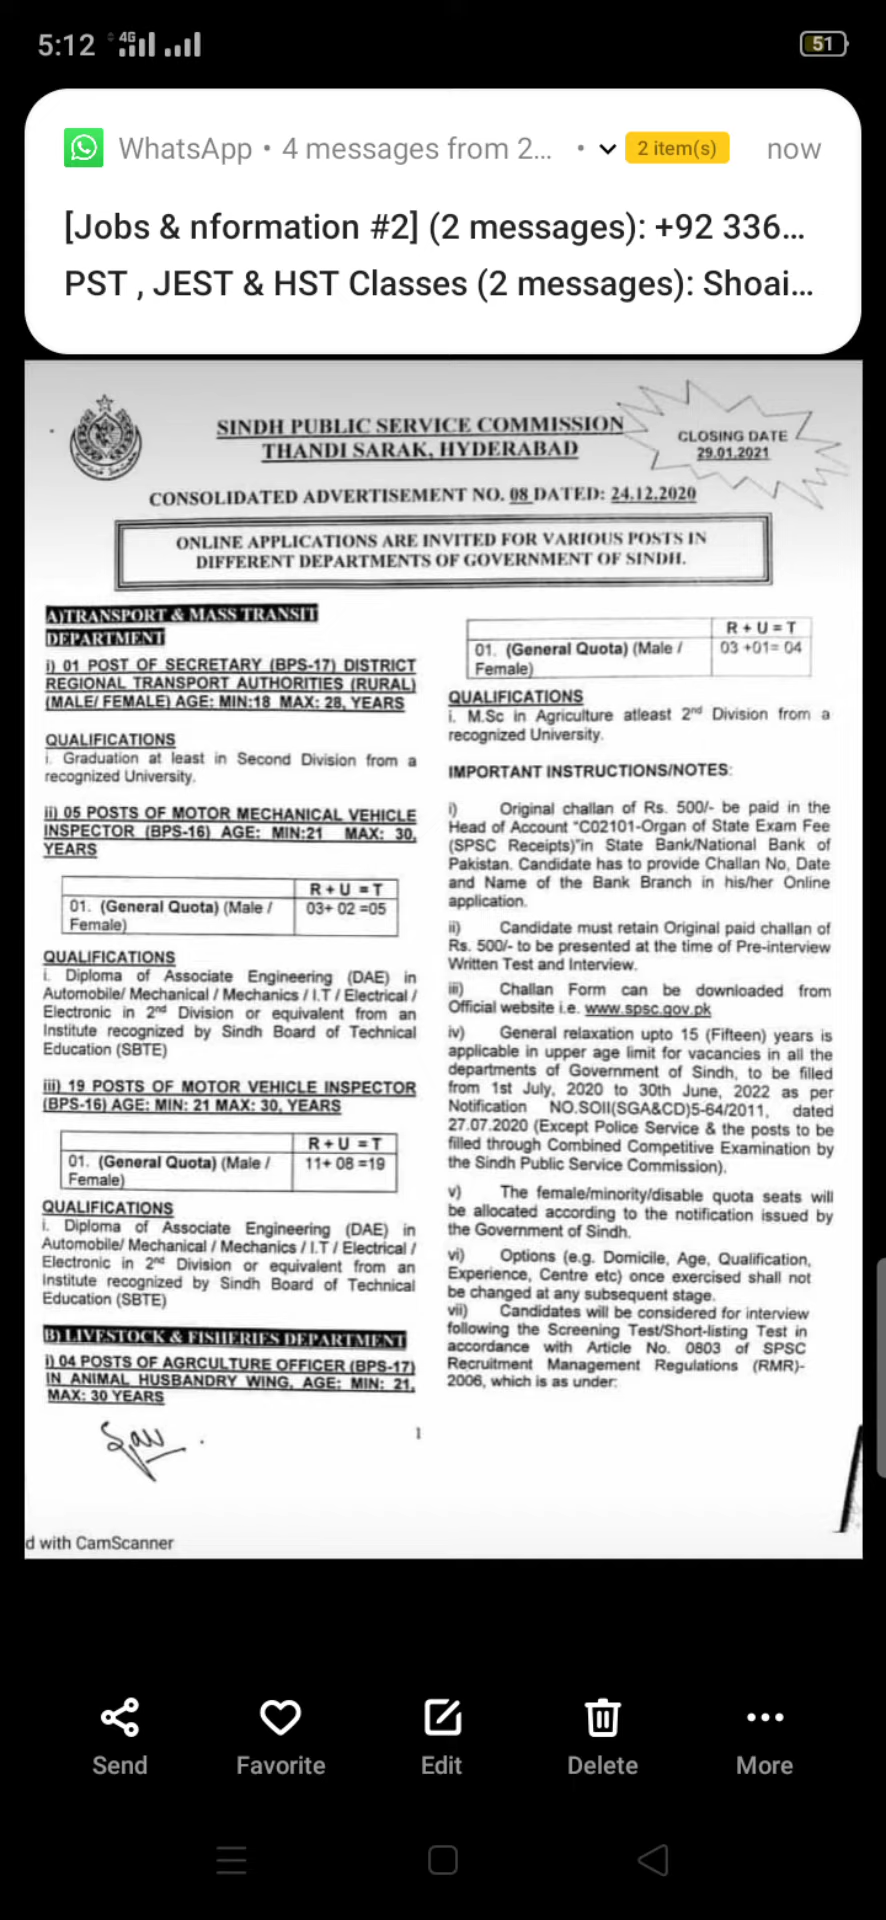 5:12 4G
51
WhatsApp • 4 messages from 2... • 2 item(s) now
[Jobs & nformation #2] (2 messages): +92 336...
PST , JEST & HST Classes (2 messages): Shoai...
SINDH PUBLIC SERVICE COMMISSION
THANDI SARAK, HYDERABAD
CLOSING DATE
29.01.2021
CONSOLIDATED ADVERTISEMENT NO. 08 DATED: 24.12.2020
ONLINE APPLICATIONS ARE INVITED FOR VARIOUS POSTS IN
DIFFERENT DEPARTMENTS OF GOVERNMENT OF SINDH.
A)TRANSPORT & MASS TRANSIT
DEPARTMENT
i) 01 POST OF SECRETARY (BPS-17) DISTRICT
REGIONAL TRANSPORT AUTHORITIES (RURAL)
(MALE/ FEMALE) AGE: MIN:18 MAX: 28, YEARS
QUALIFICATIONS
i. Graduation at least in Second Division from a
recognized University.
ii) 05 POSTS OF MOTOR MECHANICAL VEHICLE
INSPECTOR (BPS-16) AGE: MIN:21 MAX: 30,
YEARS
R + U = T
01. (General Quota) (Male / 03+ 02 =05
Female)
QUALIFICATIONS
i. Diploma of Associate Engineering (DAE) in
Automobile/ Mechanical / Mechanics / I.T / Electrical /
Electronic in 2nd Division or equivalent from an
Institute recognized by Sindh Board of Technical
Education (SBTE)
iii) 19 POSTS OF MOTOR VEHICLE INSPECTOR
(BPS-16) AGE: MIN: 21 MAX: 30, YEARS
R + U = T
01. (General Quota) (Male / 11+ 08 =19
Female)
QUALIFICATIONS
i. Diploma of Associate Engineering (DAE) in
Automobile/ Mechanical / Mechanics / I.T / Electrical /
Electronic in 2nd Division or equivalent from an
Institute recognized by Sindh Board of Technical
Education (SBTE)
B) LIVESTOCK & FISHERIES DEPARTMENT
i) 04 POSTS OF AGRCULTURE OFFICER (BPS-17)
IN ANIMAL HUSBANDRY WING, AGE: MIN: 21,
MAX: 30 YEARS
R + U = T
01. (General Quota) (Male / 03 +01= 04
Female)
QUALIFICATIONS
i. M.Sc in Agriculture atleast 2nd Division from a
recognized University.
IMPORTANT INSTRUCTIONS/NOTES:
i) Original challan of Rs. 500/- be paid in the
Head of Account "C02101-Organ of State Exam Fee
(SPSC Receipts)"in State Bank/National Bank of
Pakistan. Candidate has to provide Challan No, Date
and Name of the Bank Branch in his/her Online
application.
ii) Candidate must retain Original paid challan of
Rs. 500/- to be presented at the time of Pre-interview
Written Test and Interview.
iii) Challan Form can be downloaded from
Official website i.e. www.spsc.gov.pk
iv) General relaxation upto 15 (Fifteen) years is
applicable in upper age limit for vacancies in all the
departments of Government of Sindh, to be filled
from 1st July, 2020 to 30th June, 2022 as per
Notification NO.SOII(SGA&CD)5-64/2011, dated
27.07.2020 (Except Police Service & the posts to be
filled through Combined Competitive Examination by
the Sindh Public Service Commission).
v) The female/minority/disable quota seats will
be allocated according to the notification issued by
the Government of Sindh.
vi) Options (e.g. Domicile, Age, Qualification,
Experience, Centre etc) once exercised shall not
be changed at any subsequent stage.
vii) Candidates will be considered for interview
following the Screening Test/Short-listing Test in
accordance with Article No. 0803 of SPSC
Recruitment Management Regulations (RMR)-
2006, which is as under:
1
d with CamScanner
Send Favorite Edit Delete More